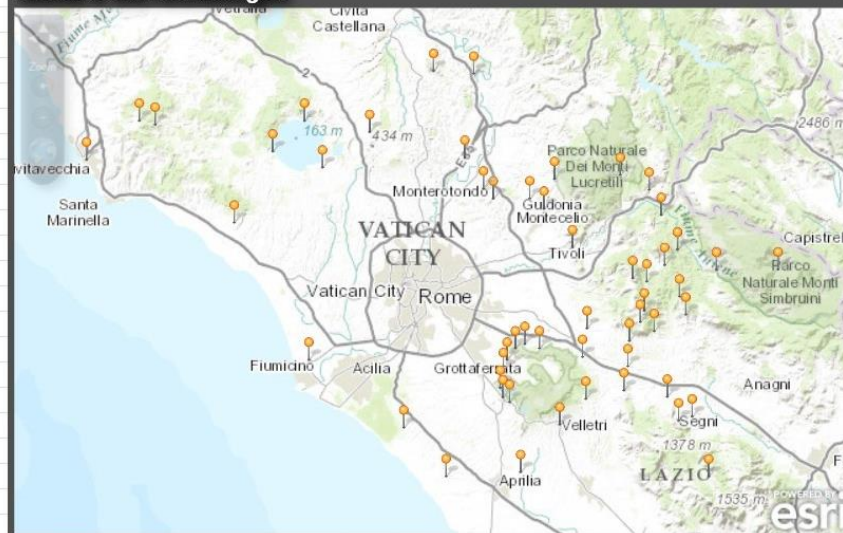 Civita
Castellana
2
163 m
434 m
2486 m
Parco Naturale
Dei Monti
Lucretili
Monterotondo
Guidonia
Montecelio
Santa
Marinella
VATICAN
CITY
Tivoli
Capistrel
Fiume Aniene
Parco
Naturale Monti
Simbruini
Vatican City
Rome
Fiumicino
Acilia
Grottaferrata
Anagni
Velletri
Segni
1378 m
LAZIO
Aprilia
1535 m
POWERED BY
esri